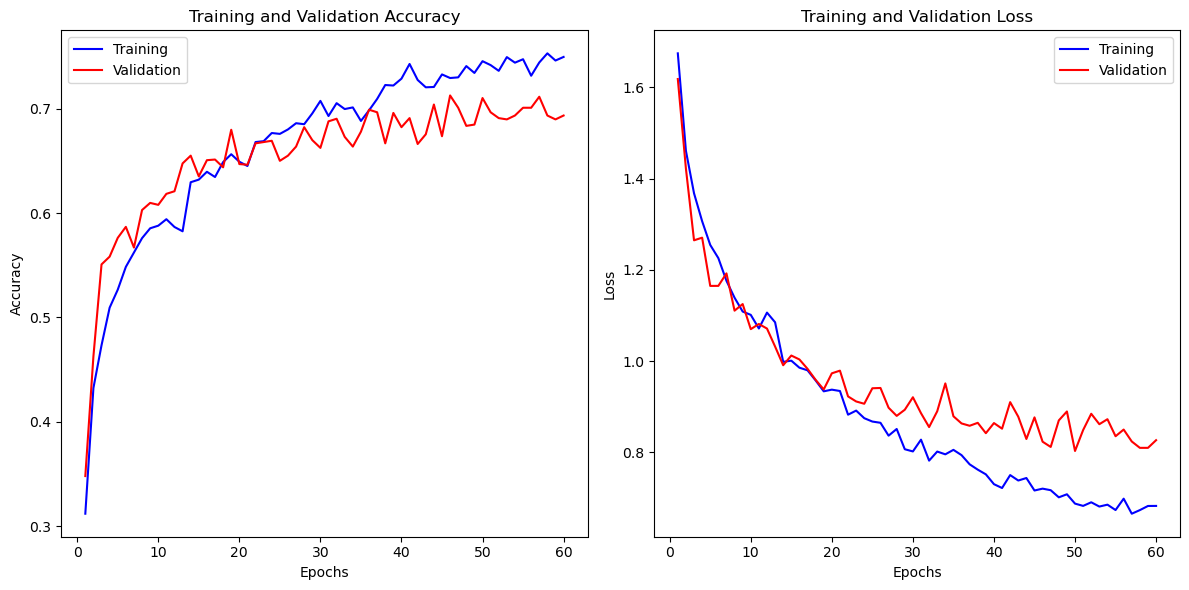 Training and Validation Accuracy
Training
Validation
0.7
0.6
0.5
0.4
0.3
Accuracy
0
10
20
30
40
50
60
Epochs
Training and Validation Loss
Training
Validation
1.6
1.4
1.2
1.0
0.8
Loss
0
10
20
30
40
50
60
Epochs